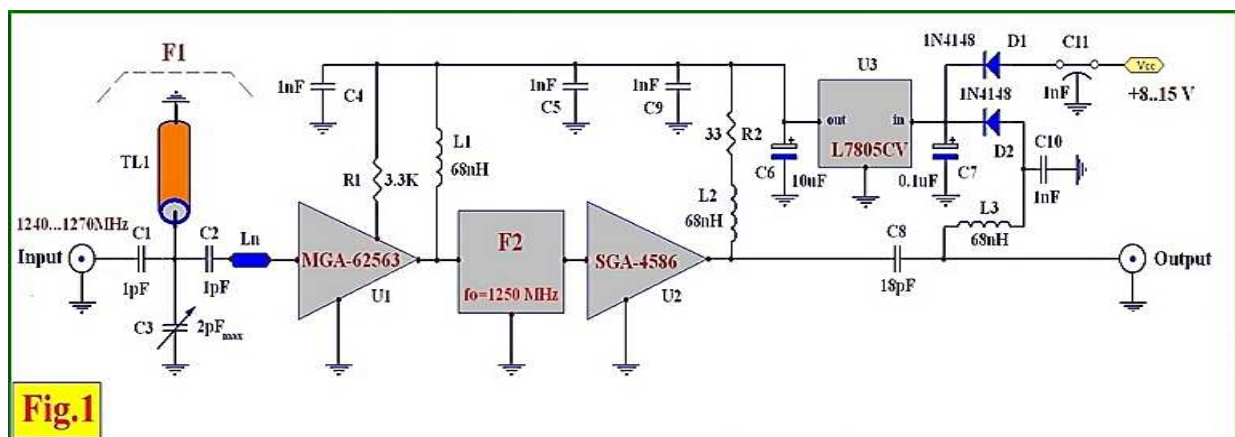 F1
1N4148
D1
C11
U3
1nF
C4
1nF
C5
1nF
C9
Vcc
1nF
+8..15 V
1N4148
D2
TL1
L1
68nH
33
R2
out
in
L7805CV
C6
10uF
0.1uF
C7
C10
1nF
R1
3.3K
L2
68nH
L3
68nH
1240...1270MHz
C1
C2
Ln
Input
1pF
1pF
MGA-62563
U1
F2
fo=1250 MHz
SGA-4586
U2
C8
18pF
Output
C3
2pFmax
Fig.1